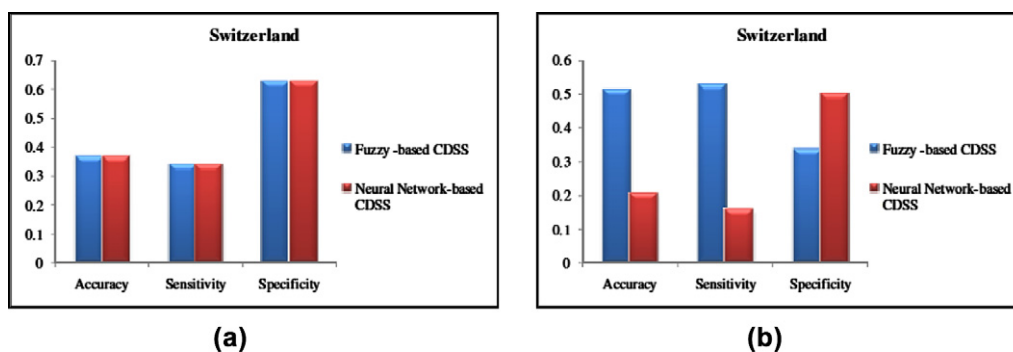 Switzerland
0.7
0.6
0.5
0.4
0.3
0.2
0.1
0
Accuracy Sensitivity Specificity
Fuzzy -based CDSS
Neural Network-based
CDSS
(a)
Switzerland
0.6
0.5
0.4
0.3
0.2
0.1
0
Accuracy Sensitivity Specificity
Fuzzy -based CDSS
Neural Network-based
CDSS
(b)